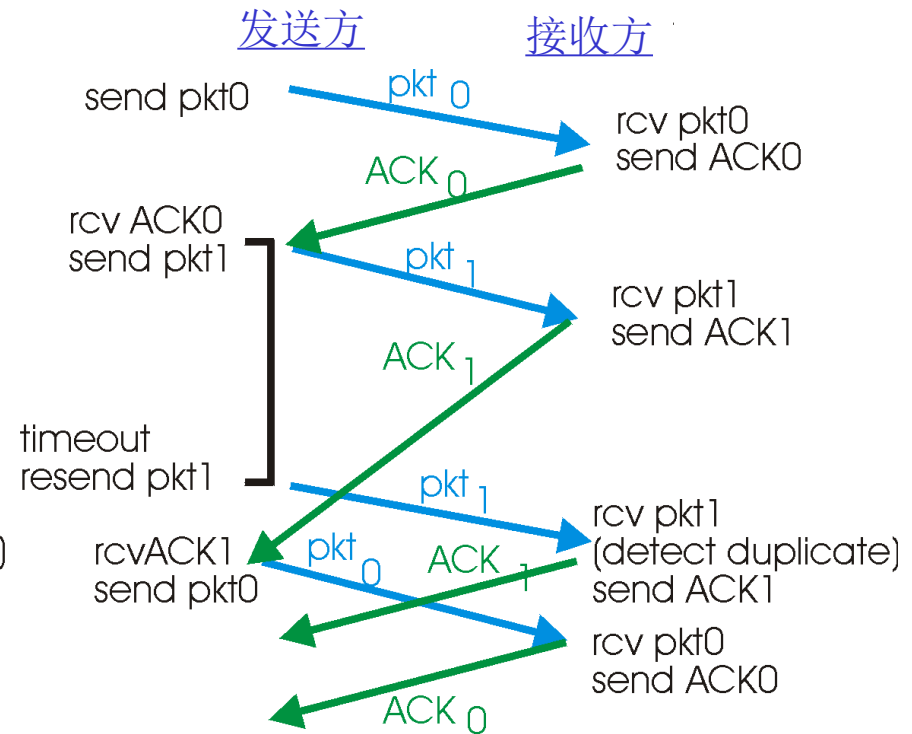 发送方
接收方
send pkt0
pkt 0
rcv pkt0
send ACK0
ACK 0
rcv ACK0
send pkt1
pkt 1
rcv pkt1
send ACK1
ACK 1
timeout
resend pkt1
pkt 1
rcv pkt1
(detect duplicate)
send ACK1
)
rcvACK1
send pkt0
pkt 0
ACK 1
rcv pkt0
send ACK0
ACK 0